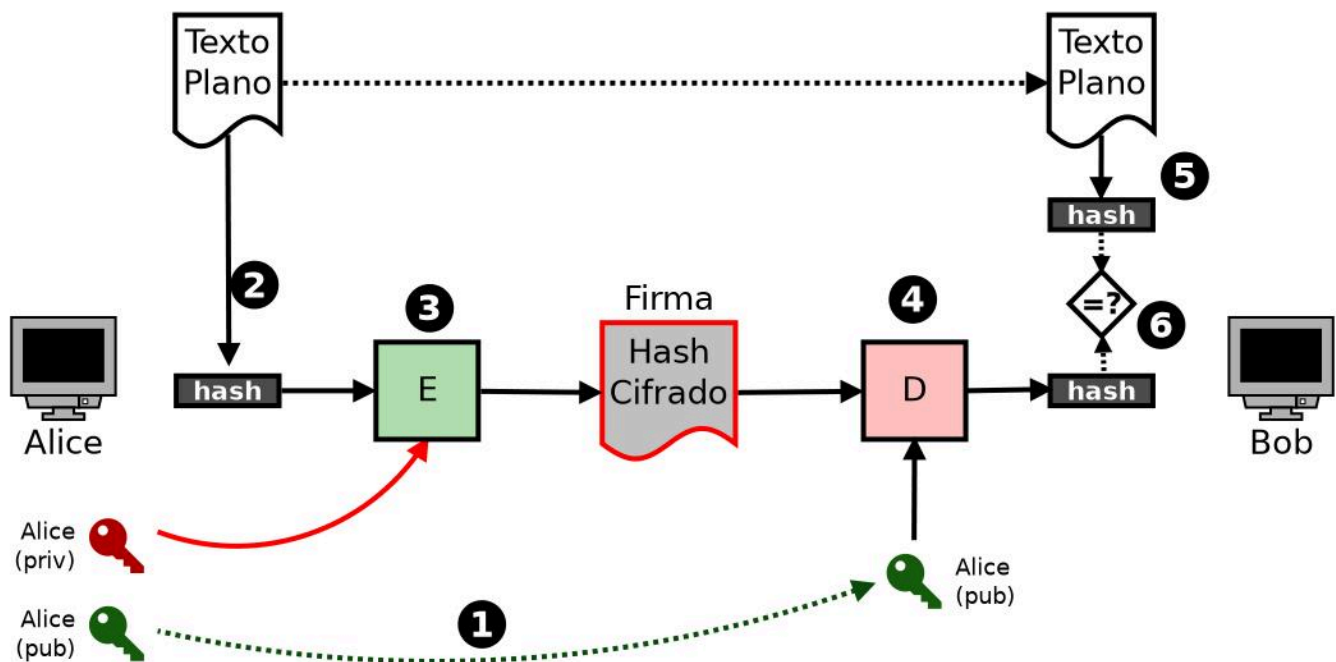 Texto
Plano
Texto
Plano
5
hash
2
3
Firma
4
=?
6
Hash
Cifrado
hash
E
D
hash
Alice
Bob
Alice
(priv)
Alice
(pub)
Alice
(pub)
1